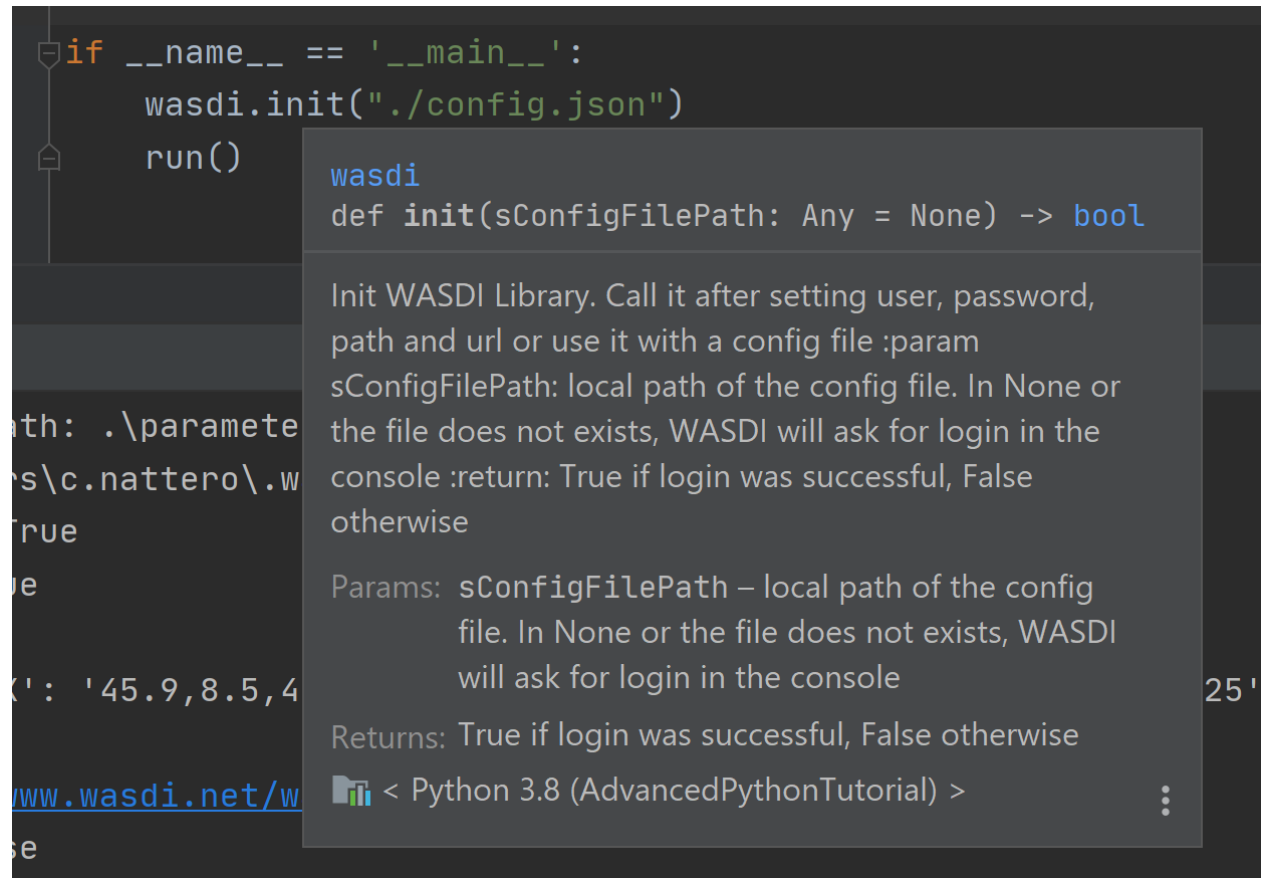 if __name__ == '__main__':
wasdi.init("./config.json")
run()
wasdi
def init(sConfigFilePath: Any = None) -> bool
Init WASDI Library. Call it after setting user, password,
path and url or use it with a config file :param
sConfigFilePath: local path of the config file. In None or
the file does not exists, WASDI will ask for login in the
console :return: True if login was successful, False
otherwise
Params: sConfigFilePath – local path of the config
file. In None or the file does not exists, WASDI
will ask for login in the console
Returns: True if login was successful, False otherwise
< Python 3.8 (AdvancedPythonTutorial) >
ath: .\paramete
rs\c.nattero\.w
True
ue
X': '45.9,8.5,4
25'
www.wasdi.net/w
se